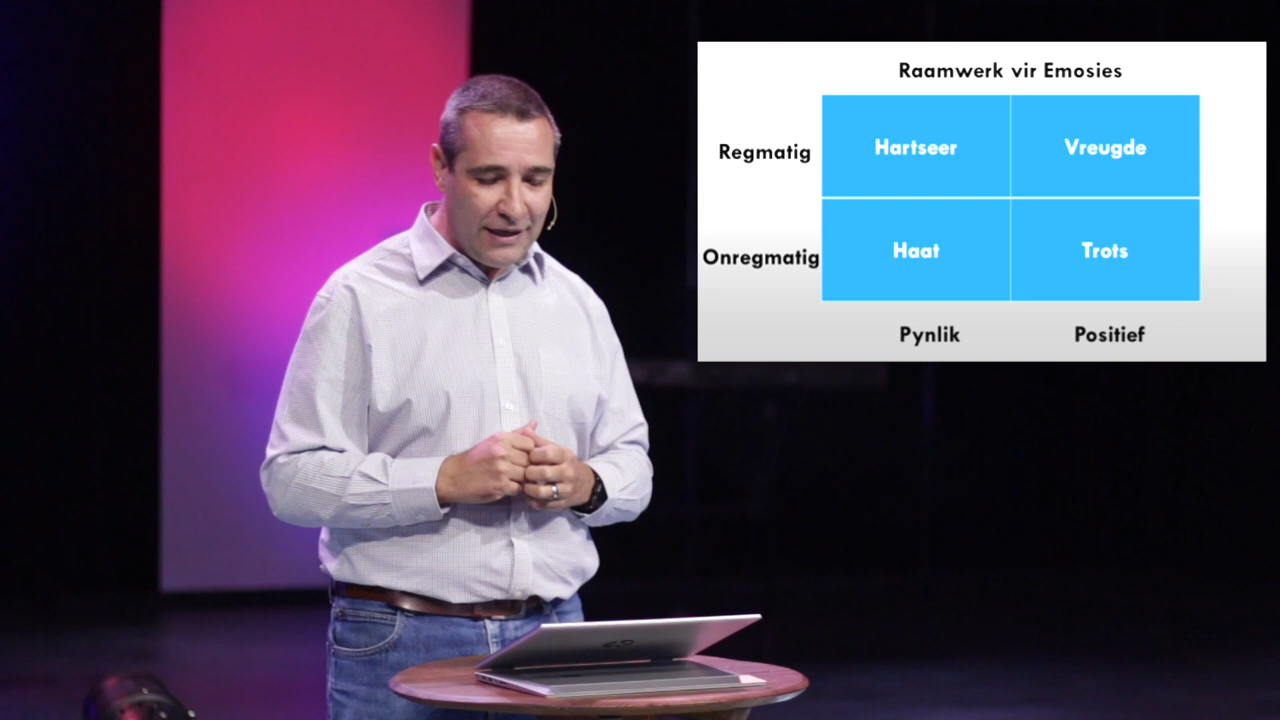 Raamwerk vir Emosies
Regmatig
Hartseer
Vreugde
Onregmatig
Haat
Trots
Pynlik
Positief